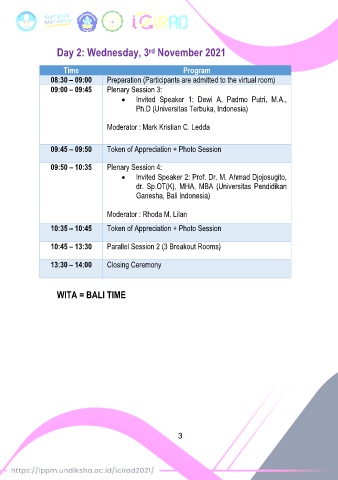 Kampus
Merdeka
ICIRAD
Day 2: Wednesday, 3rd November 2021
Time Program
08:30 – 09:00 Preparation (Participants are admitted to the virtual room)
09:00 – 09:45 Plenary Session 3:
• Invited Speaker 1: Dewi A. Padmo Putri, M.A.,
Ph.D (Universitas Terbuka, Indonesia)
Moderator : Mark Kristian C. Ledda
09:45 – 09:50 Token of Appreciation + Photo Session
09:50 – 10:35 Plenary Session 4:
• Invited Speaker 2: Prof. Dr. M. Ahmad Djojosugito,
dr. Sp.OT(K), MHA, MBA (Universitas Pendidikan
Ganesha, Bali Indonesia)
Moderator : Rhoda M. Lilan
10:35 – 10:45 Token of Appreciation + Photo Session
10:45 – 13:30 Parallel Session 2 (3 Breakout Rooms)
13:30 – 14:00 Closing Ceremony
WITA = BALI TIME
3
https://lppm.undiksha.ac.id/icirad2021/